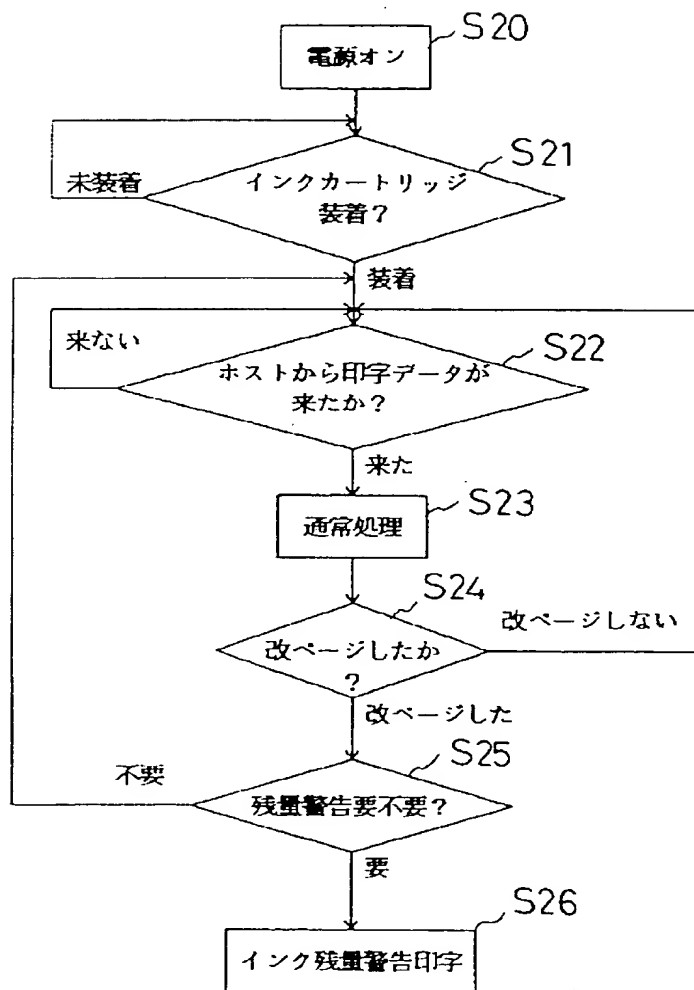 S20
電源オン
S21
未装着
インクカートリッジ
装着?
装着
来ない
S22
ホストから印字データが
来たか?
来た
S23
通常処理
S24
改ページしない
改ページしたか
?
改ページした
S25
不要
残量警告要不要?
要
S26
インク残量警告印字